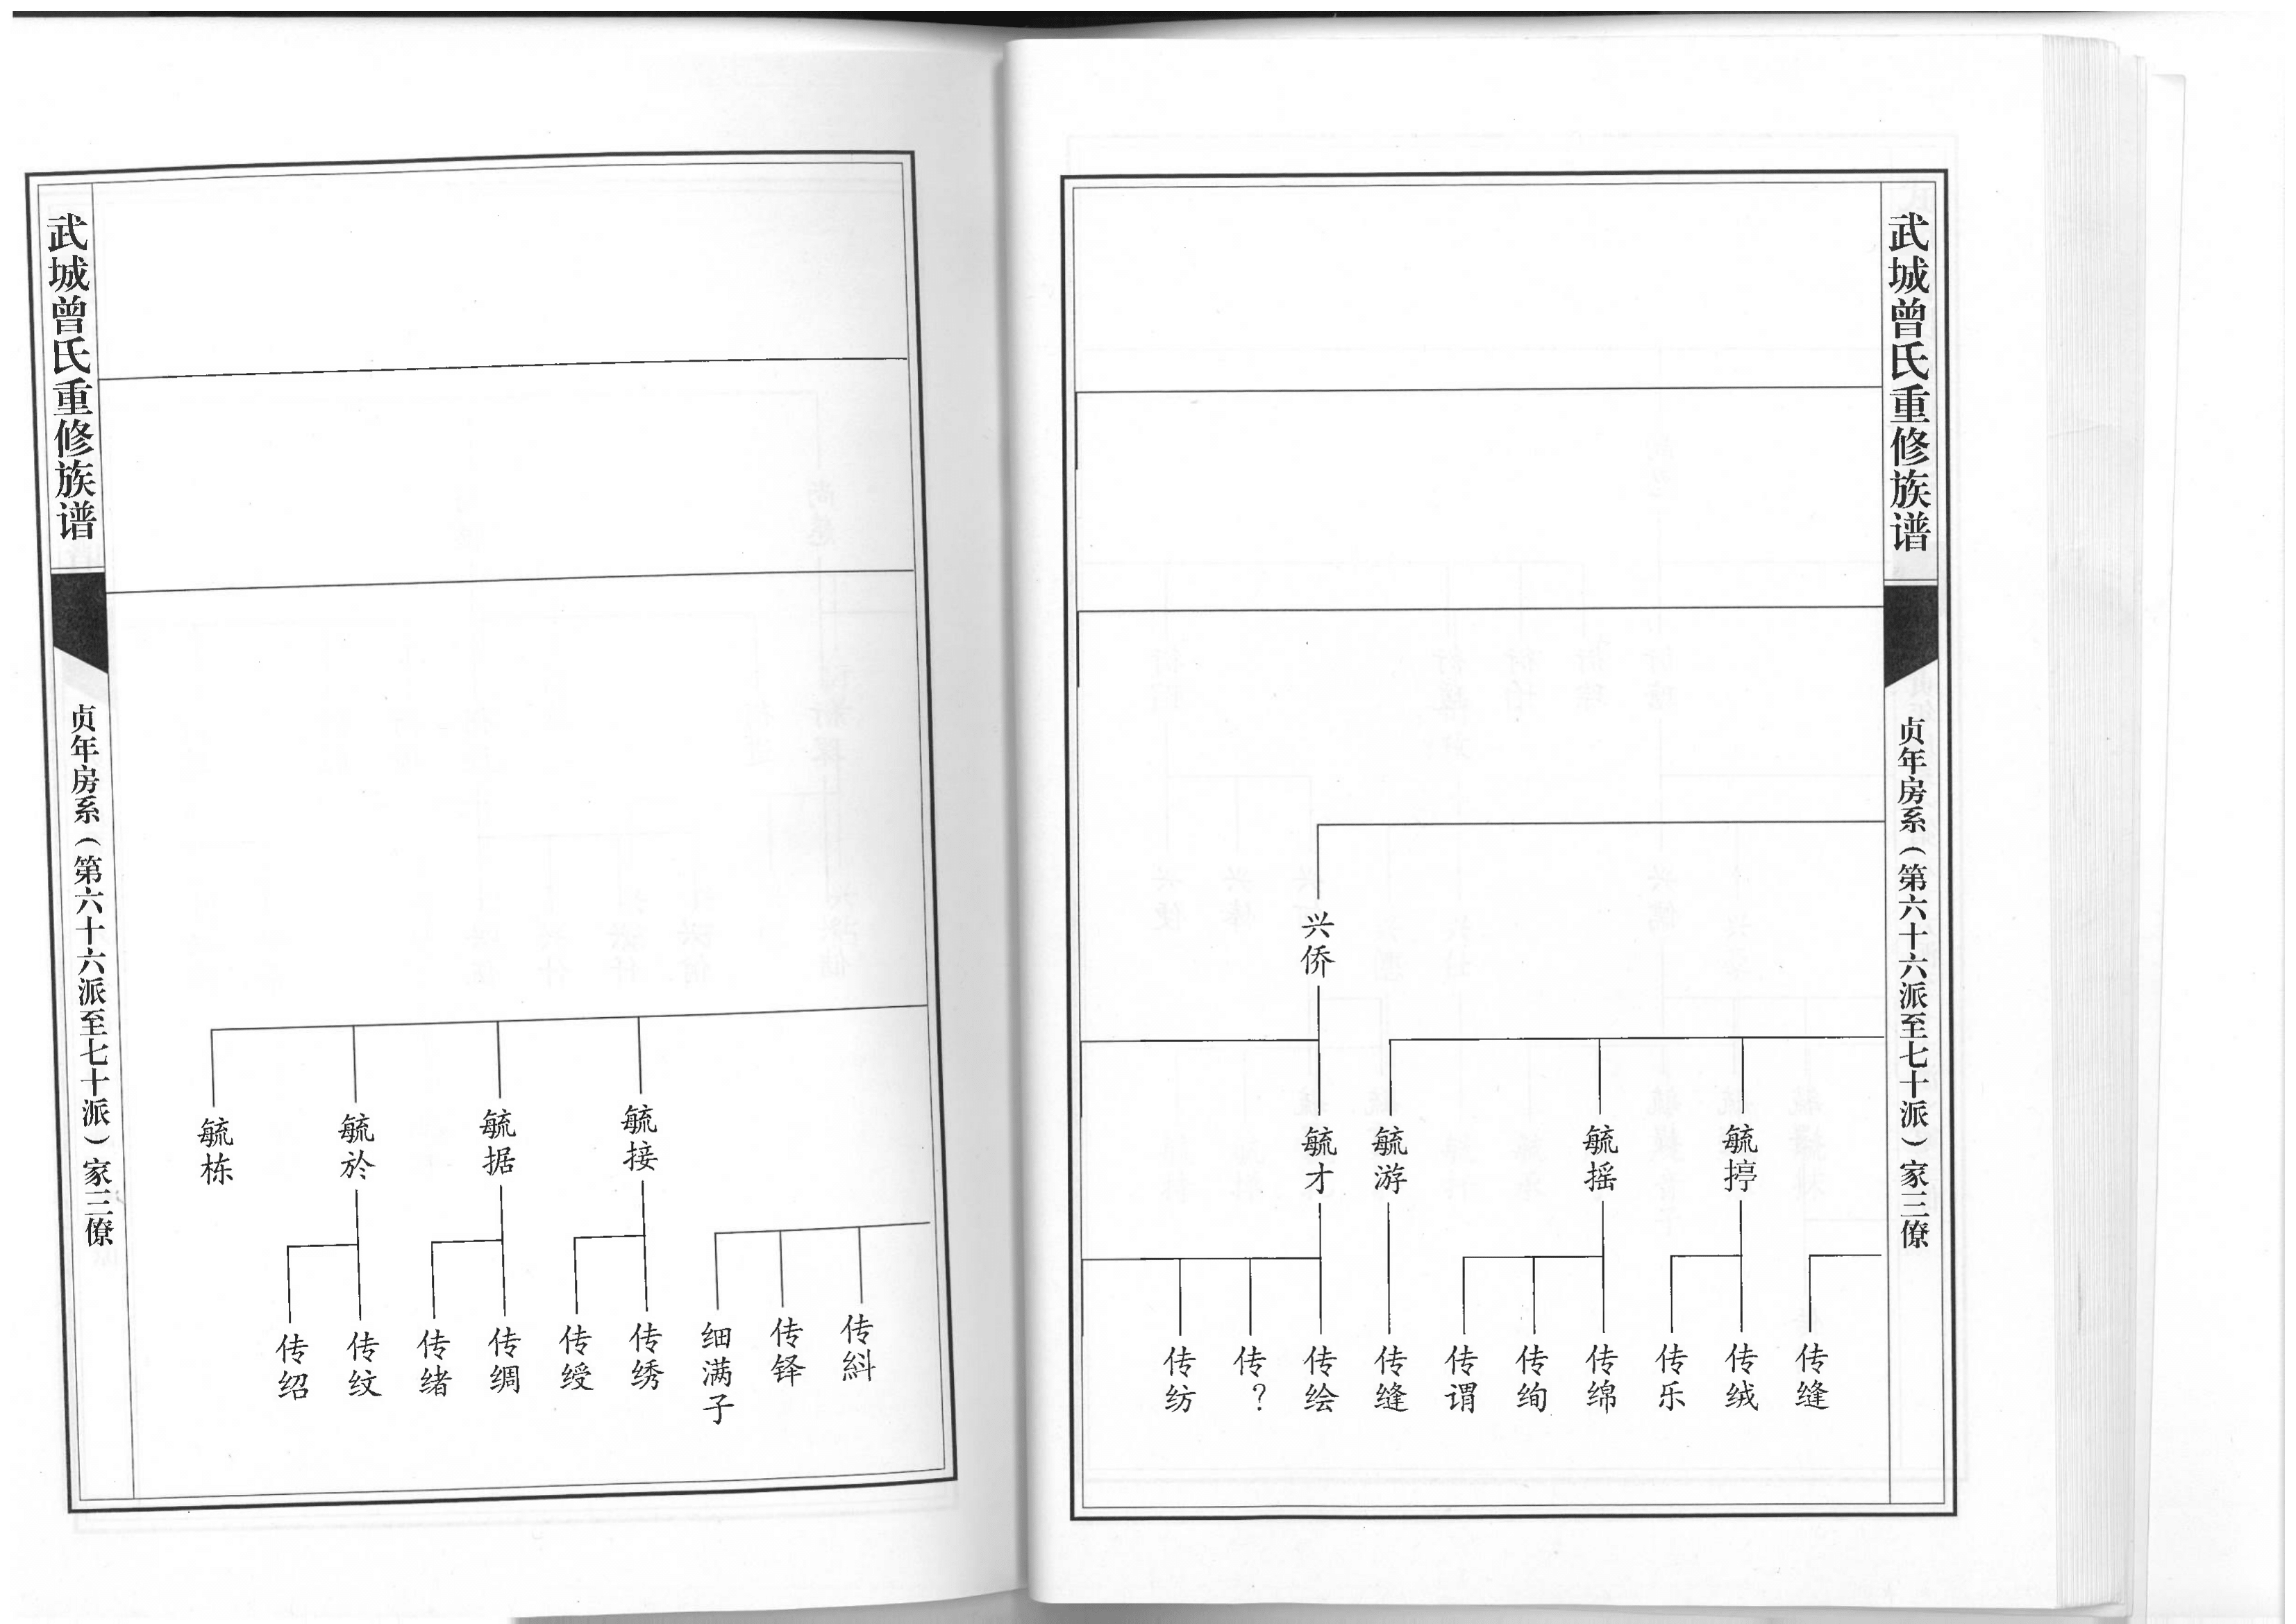 武城曾氏重修族谱
贞年房系（第六十六派至七十派）家三僚
兴侨
毓揨
毓摇
毓游
毓才
传缝
传绒
传乐
传绵
传绚
传谓
传缝
传绘
传？
传纺
毓接
毓据
毓於
毓栋
传紏
传铎
细满子
传绣
传绶
传绸
传绪
传纹
传绍
武城曾氏重修族谱
贞年房系（第六十六派至七十派）家三僚